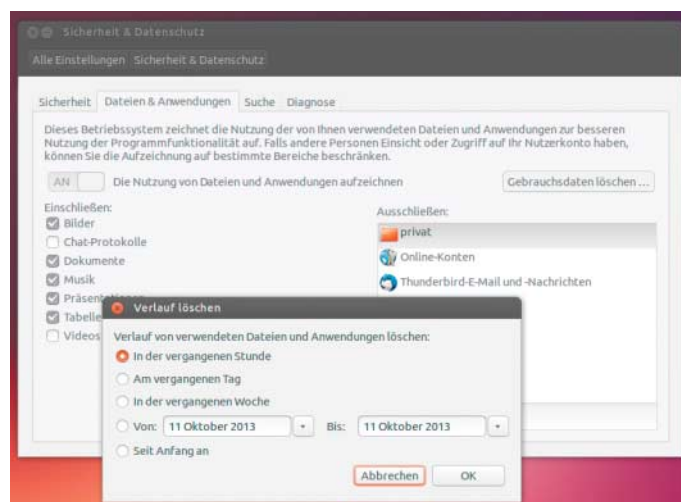 Sicherheit & Datenschutz
Alle Einstellungen Sicherheit & Datenschutz
Sicherheit Dateien & Anwendungen Suche Diagnose
Dieses Betriebssystem zeichnet die Nutzung der von Ihnen verwendeten Dateien und Anwendungen zur besseren
Nutzung der Programmfunktionalität auf. Falls andere Personen Einsicht oder Zugriff auf Ihr Nutzerkonto haben,
können Sie die Aufzeichnung auf bestimmte Bereiche beschränken.
AN Die Nutzung von Dateien und Anwendungen aufzeichnen Gebrauchsdaten löschen ...
Einschließen:
Bilder
Chat-Protokolle
Dokumente
Musik
Tabelle
Videos
Ausschließen:
privat
Online-Konten
Thunderbird-E-Mail und -Nachrichten
Verlauf löschen
Verlauf von verwendeten Dateien und Anwendungen löschen:
In der vergangenen Stunde
Am vergangenen Tag
In der vergangenen Woche
Von: 11 Oktober 2013 Bis: 11 Oktober 2013
Seit Anfang an
Abbrechen OK